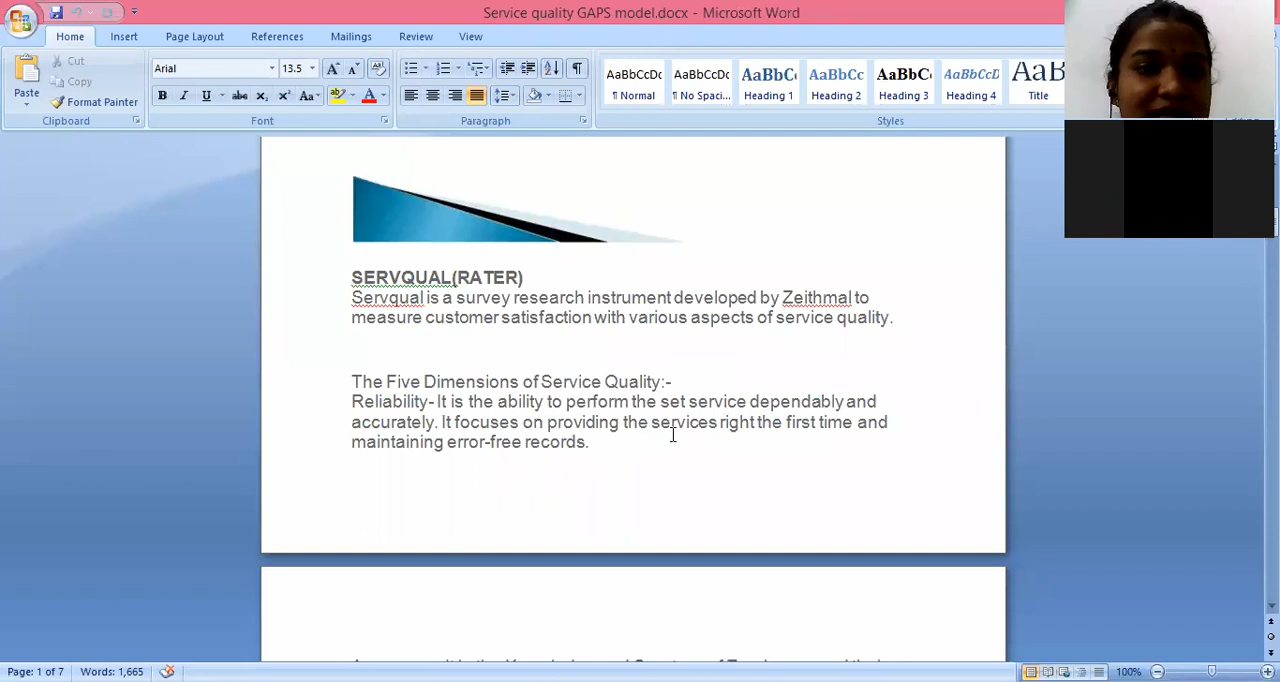 Service quality GAPS model.docx - Microsoft Word
Home Insert Page Layout References Mailings Review View
Paste
Cut
Copy
Format Painter
Clipboard
Arial 13.5
Font
Paragraph
AaBbCcDc AaBbCcDc AaBbC AaBbCc AaBbCc AaBbCcD AaB
¶ Normal ¶ No Spaci... Heading 1 Heading 2 Heading 3 Heading 4 Title
Styles
SERVQUAL(RATER)
Servqual is a survey research instrument developed by Zeithmal to
measure customer satisfaction with various aspects of service quality.
The Five Dimensions of Service Quality:-
Reliability- It is the ability to perform the set service dependably and
accurately. It focuses on providing the services right the first time and
maintaining error-free records.
Page: 1 of 7 Words: 1,665 100%